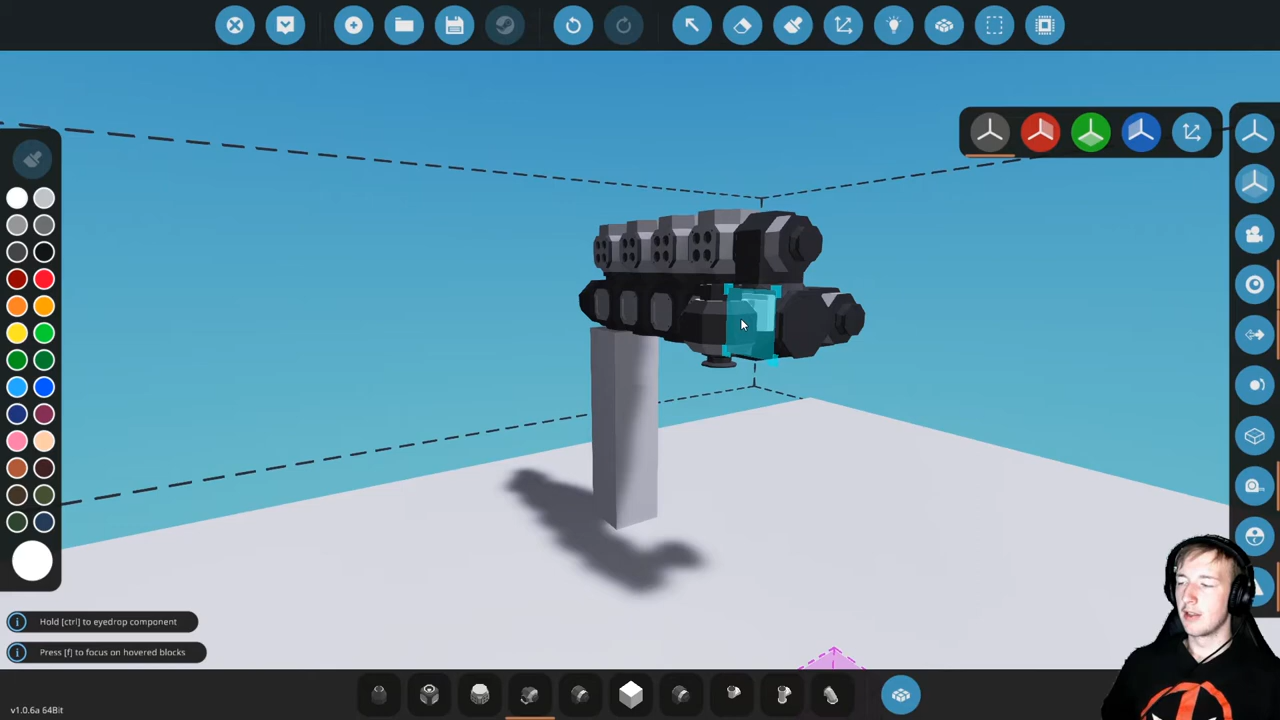 Hold [ctrl] to eyedrop component
Press [f] to focus on hovered blocks
v1.0.6a 64Bit